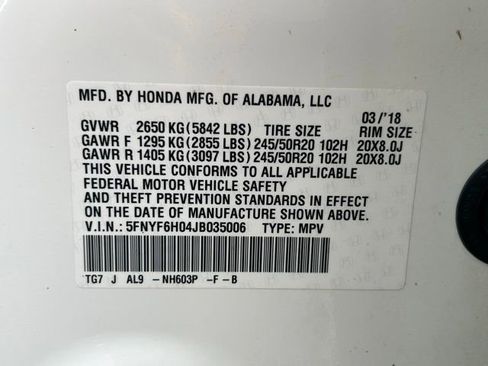 MFD. BY HONDA MFG. OF ALABAMA, LLC
03/'18
GVWR 2650 KG(5842 LBS) TIRE SIZE RIM SIZE
GAWR F 1295 KG(2855 LBS) 245/50R20 102H 20X8.0J
GAWR R 1405 KG(3097 LBS) 245/50R20 102H 20X8.0J
THIS VEHICLE CONFORMS TO ALL APPLICABLE
FEDERAL MOTOR VEHICLE SAFETY
AND THEFT PREVENTION STANDARDS IN EFFECT
ON THE DATE OF MANUFACTURE SHOWN ABOVE.
V.I.N.: 5FNYF6H04JB035006 TYPE: MPV
TG7 J AL9 -NH603P -F-B